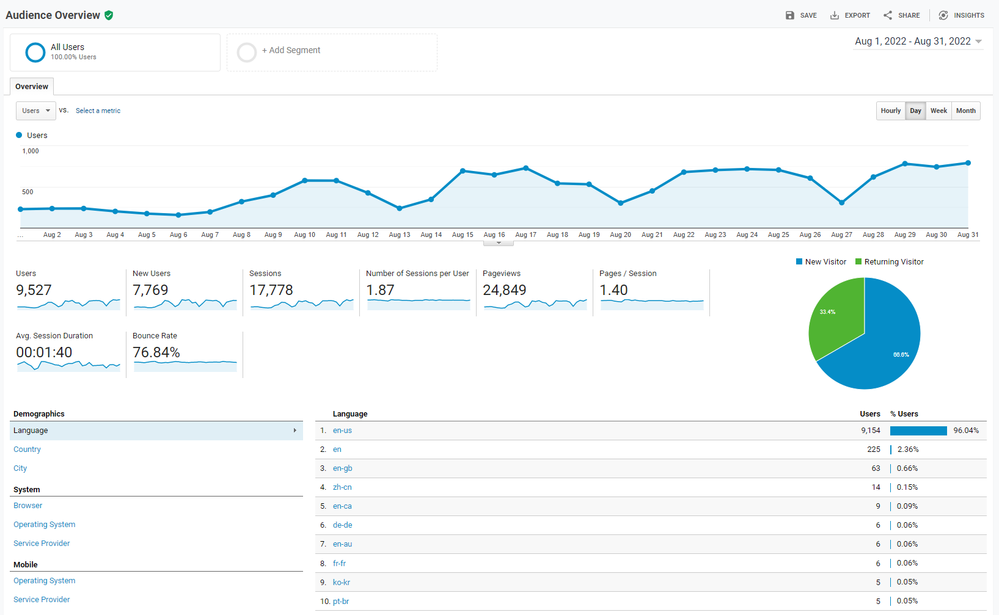 Audience Overview
SAVE EXPORT SHARE INSIGHTS
All Users
100.00% Users
+ Add Segment
Aug 1, 2022 - Aug 31, 2022
Overview
Users VS. Select a metric
Hourly Day Week Month
Users
1,000
500
... Aug 2 Aug 3 Aug 4 Aug 5 Aug 6 Aug 7 Aug 8 Aug 9 Aug 10 Aug 11 Aug 12 Aug 13 Aug 14 Aug 15 Aug 16 Aug 17 Aug 18 Aug 19 Aug 20 Aug 21 Aug 22 Aug 23 Aug 24 Aug 25 Aug 26 Aug 27 Aug 28 Aug 29 Aug 30 Aug 31
New Visitor Returning Visitor
Users New Users Sessions Number of Sessions per User Pageviews Pages / Session
9,527 7,769 17,778 1.87 24,849 1.40
33.4%
66.6%
Avg. Session Duration Bounce Rate
00:01:40 76.84%
Demographics
Language
Country
City
System
Browser
Operating System
Service Provider
Mobile
Operating System
Service Provider
Language Users % Users
1. en-us 9,154 96.04%
2. en 225 2.36%
3. en-gb 63 0.66%
4. zh-cn 14 0.15%
5. en-ca 9 0.09%
6. de-de 6 0.06%
7. en-au 6 0.06%
8. fr-fr 6 0.06%
9. ko-kr 5 0.05%
10. pt-br 5 0.05%